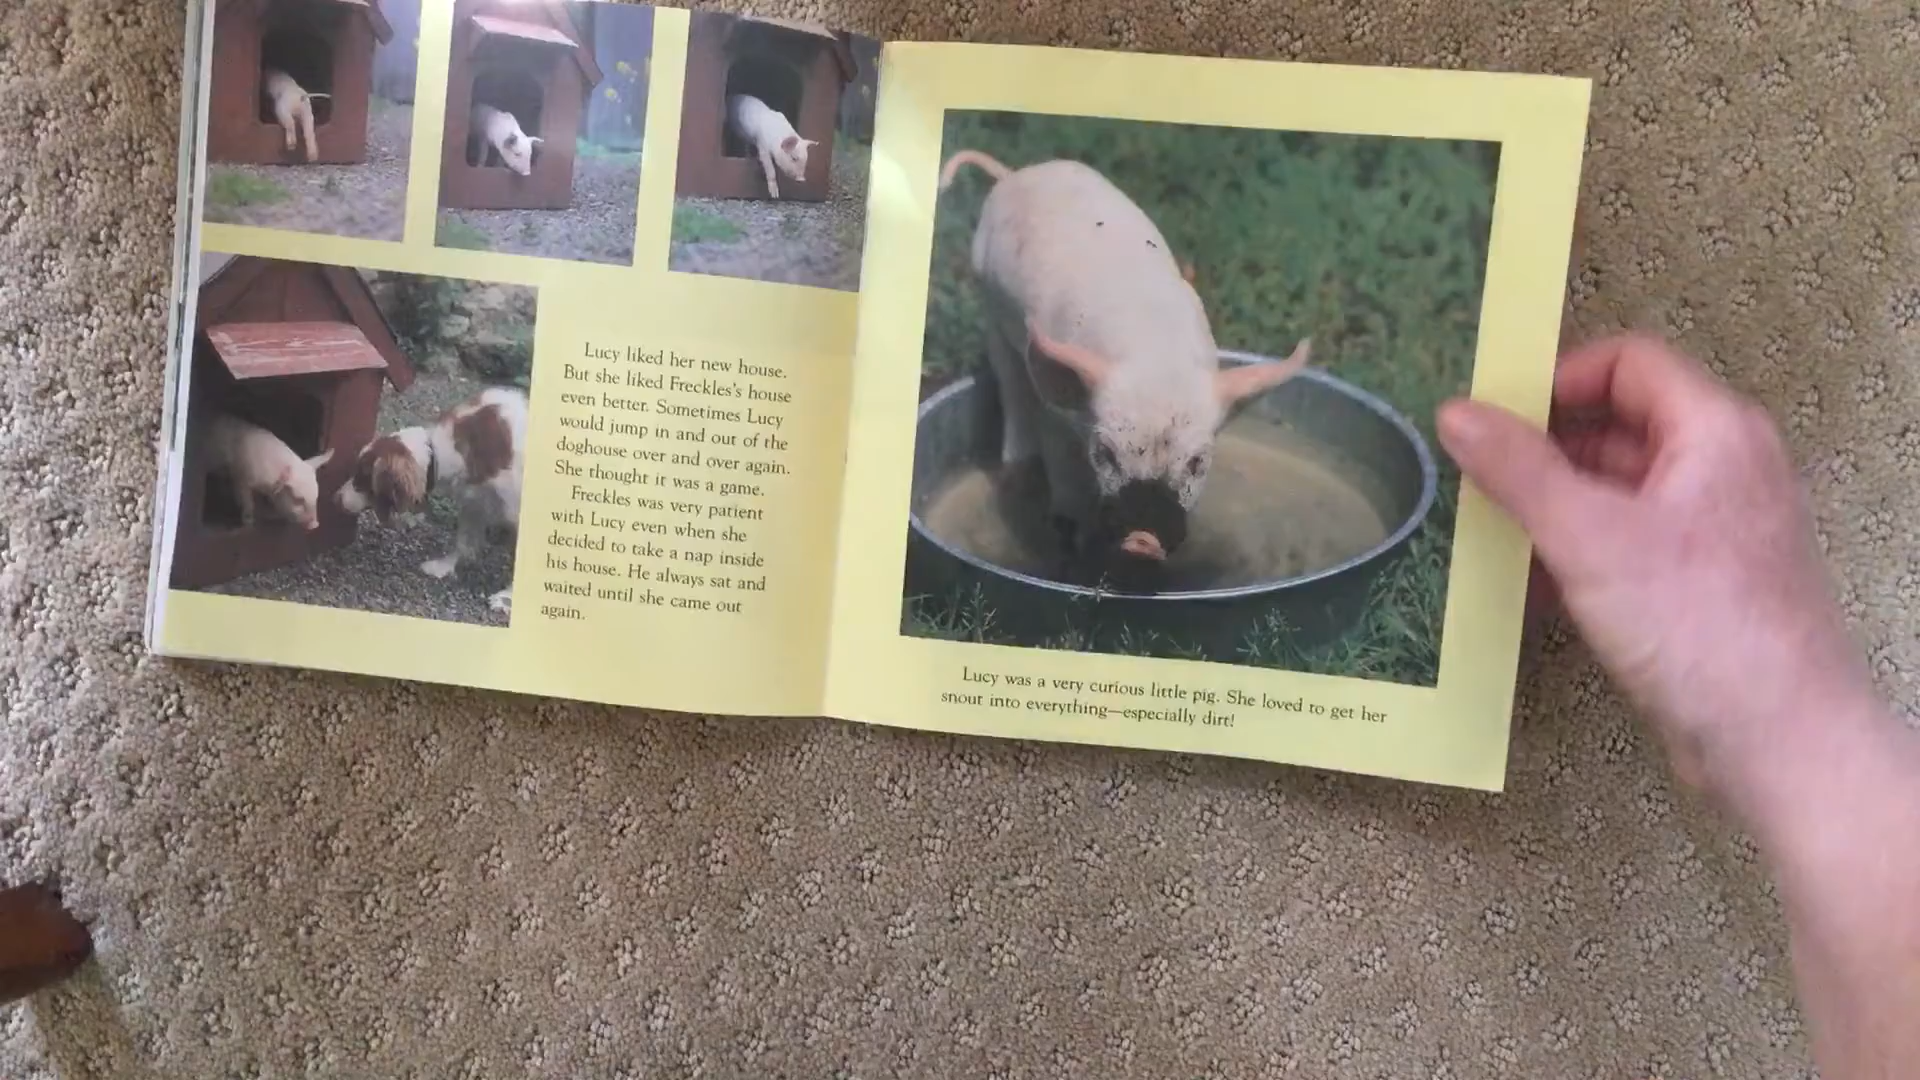 Lucy liked her new house.
But she liked Freckles's house
even better. Sometimes Lucy
would jump in and out of the
doghouse over and over again.
She thought it was a game.
Freckles was very patient
with Lucy even when she
decided to take a nap inside
his house. He always sat and
waited until she came out
again.
Lucy was a very curious little pig. She loved to get her
snout into everything—especially dirt!